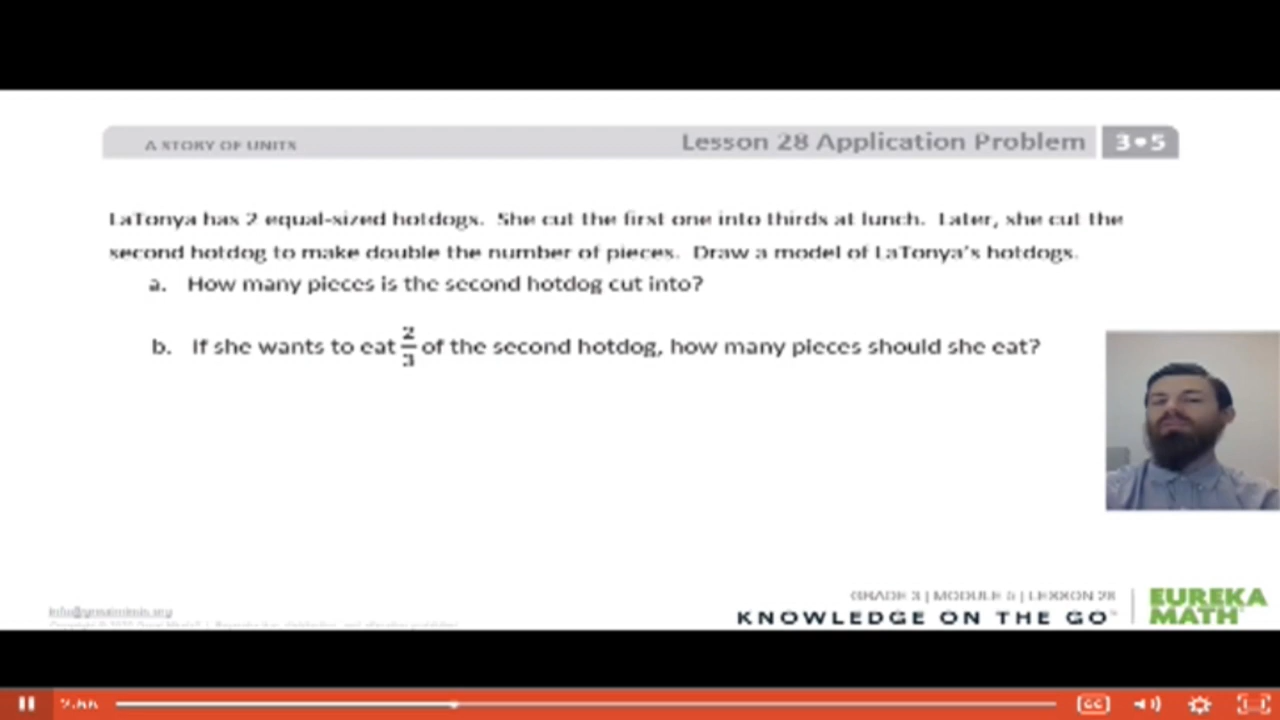 A STORY OF UNITS
Lesson 28 Application Problem
3•5
LaTonya has 2 equal-sized hotdogs. She cut the first one into thirds at lunch. Later, she cut the
second hotdog to make double the number of pieces. Draw a model of LaTonya's hotdogs.
a. How many pieces is the second hotdog cut into?
b. If she wants to eat 2/3 of the second hotdog, how many pieces should she eat?
GRADE 3 | MODULE 5 | LESSON 28
KNOWLEDGE ON THE GO
EUREKA
MATH
CC